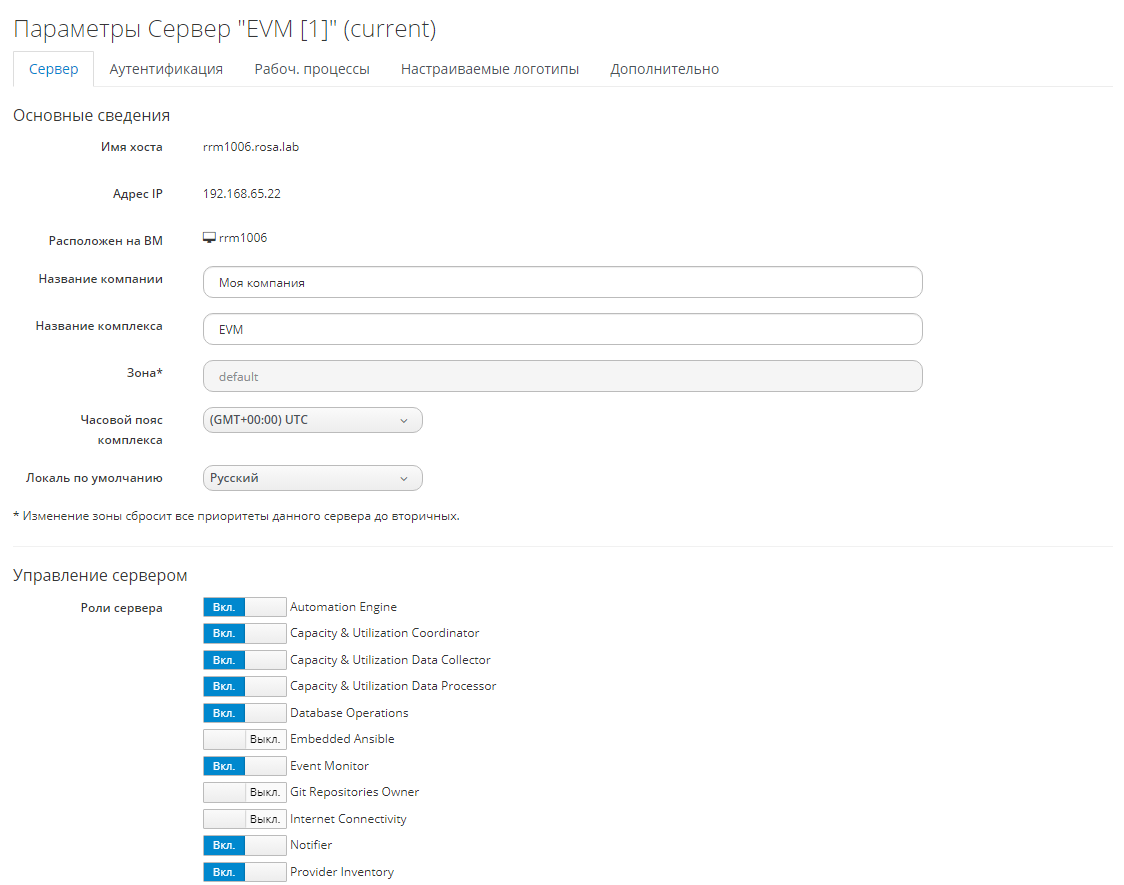 Параметры Сервер "EVM [1]" (current)
Сервер Аутентификация Рабоч. процессы Настраиваемые логотипы Дополнительно
Основные сведения
Имя хоста rrm1006.rosa.lab
Адрес IP 192.168.65.22
Расположен на ВМ rrm1006
Название компании Моя компания
Название комплекса EVM
Зона* default
Часовой пояс комплекса (GMT+00:00) UTC
Локаль по умолчанию Русский
* Изменение зоны сбросит все приоритеты данного сервера до вторичных.
Управление сервером
Роли сервера Вкл. Automation Engine
Вкл. Capacity & Utilization Coordinator
Вкл. Capacity & Utilization Data Collector
Вкл. Capacity & Utilization Data Processor
Вкл. Database Operations
Выкл. Embedded Ansible
Вкл. Event Monitor
Выкл. Git Repositories Owner
Выкл. Internet Connectivity
Вкл. Notifier
Вкл. Provider Inventory